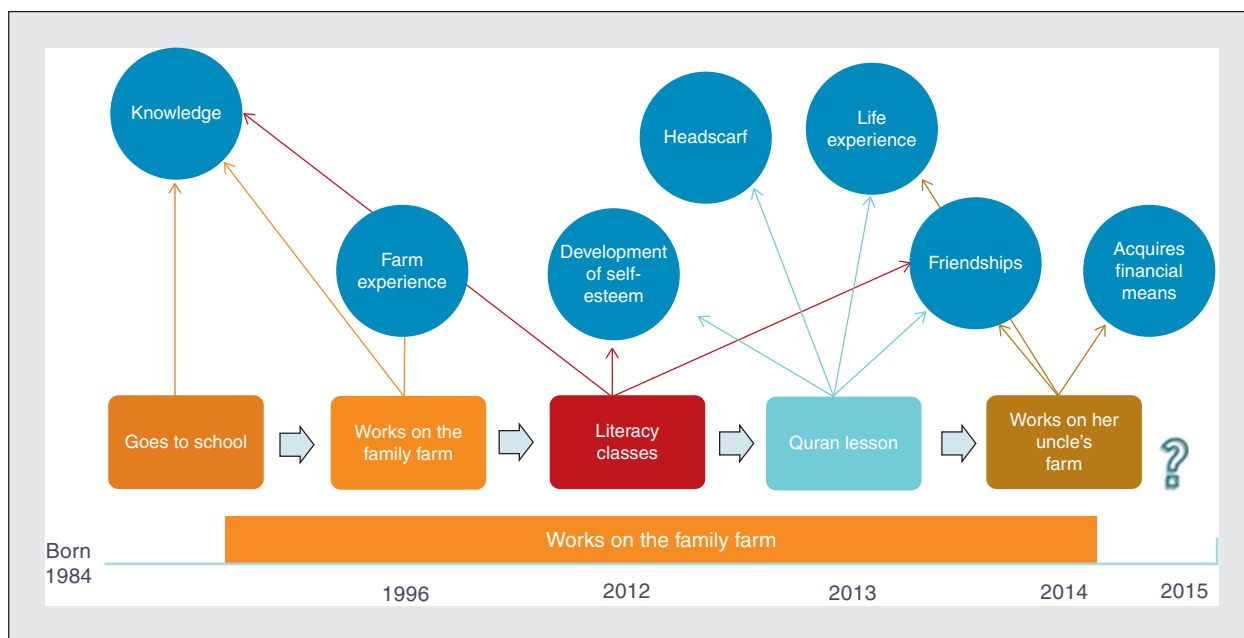 Knowledge
Headscarf
Life
experience
Farm
experience
Development
of self-
esteem
Friendships
Acquires
financial
means
Goes to school
Works on the
family farm
Literacy
classes
Quran lesson
Works on her
uncle's
farm
?
Works on the family farm
Born
1984
1996
2012
2013
2014
2015